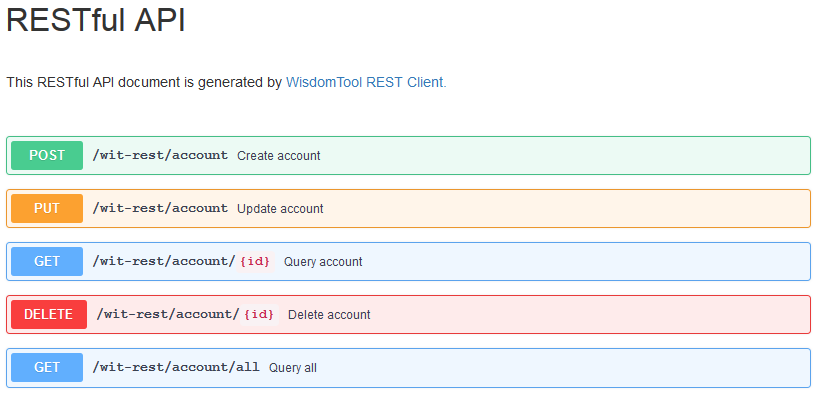 RESTful API
This RESTful API document is generated by WisdomTool REST Client.
POST /wit-rest/account Create account
PUT /wit-rest/account Update account
GET /wit-rest/account/{id} Query account
DELETE /wit-rest/account/{id} Delete account
GET /wit-rest/account/all Query all